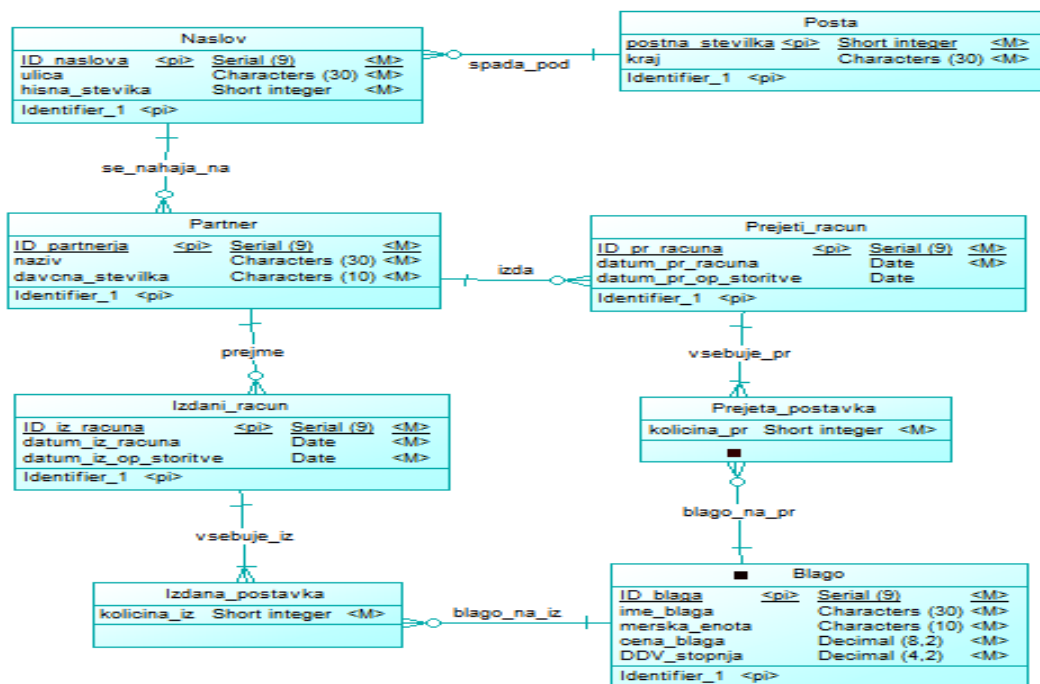 Naslov
ID_naslova <pi> Serial (9) <M>
ulica Characters (30) <M>
hisna_stevika Short integer <M>
Identifier_1 <pi>
spada_pod
Posta
postna_stevilka <pi> Short integer <M>
kraj Characters (30) <M>
Identifier_1 <pi>
se_nahaja_na
Partner
ID_partnerja <pi> Serial (9) <M>
naziv Characters (30) <M>
davcna_stevilka Characters (10) <M>
Identifier_1 <pi>
izda
Prejeti_racun
ID_pr_racuna <pi> Serial (9) <M>
datum_pr_racuna Date <M>
datum_pr_op_storitve Date
Identifier_1 <pi>
prejme
vsebuje_pr
Izdani_racun
ID_iz_racuna <pi> Serial (9) <M>
datum_iz_racuna Date <M>
datum_iz_op_storitve Date <M>
Identifier_1 <pi>
Prejeta_postavka
kolicina_pr Short integer <M>
blago_na_pr
vsebuje_iz
Izdana_postavka
kolicina_iz Short integer <M>
blago_na_iz
Blago
ID_blaga <pi> Serial (9) <M>
ime_blaga Characters (30) <M>
merska_enota Characters (10) <M>
cena_blaga Decimal (8,2) <M>
DDV_stopnja Decimal (4,2) <M>
Identifier_1 <pi>